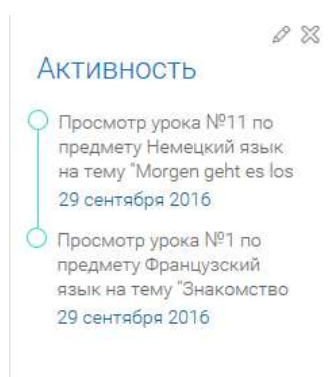 Активность
Просмотр урока №11 по
предмету Немецкий язык
на тему "Morgen geht es los
29 сентября 2016
Просмотр урока №1 по
предмету Французский
язык на тему "Знакомство
29 сентября 2016